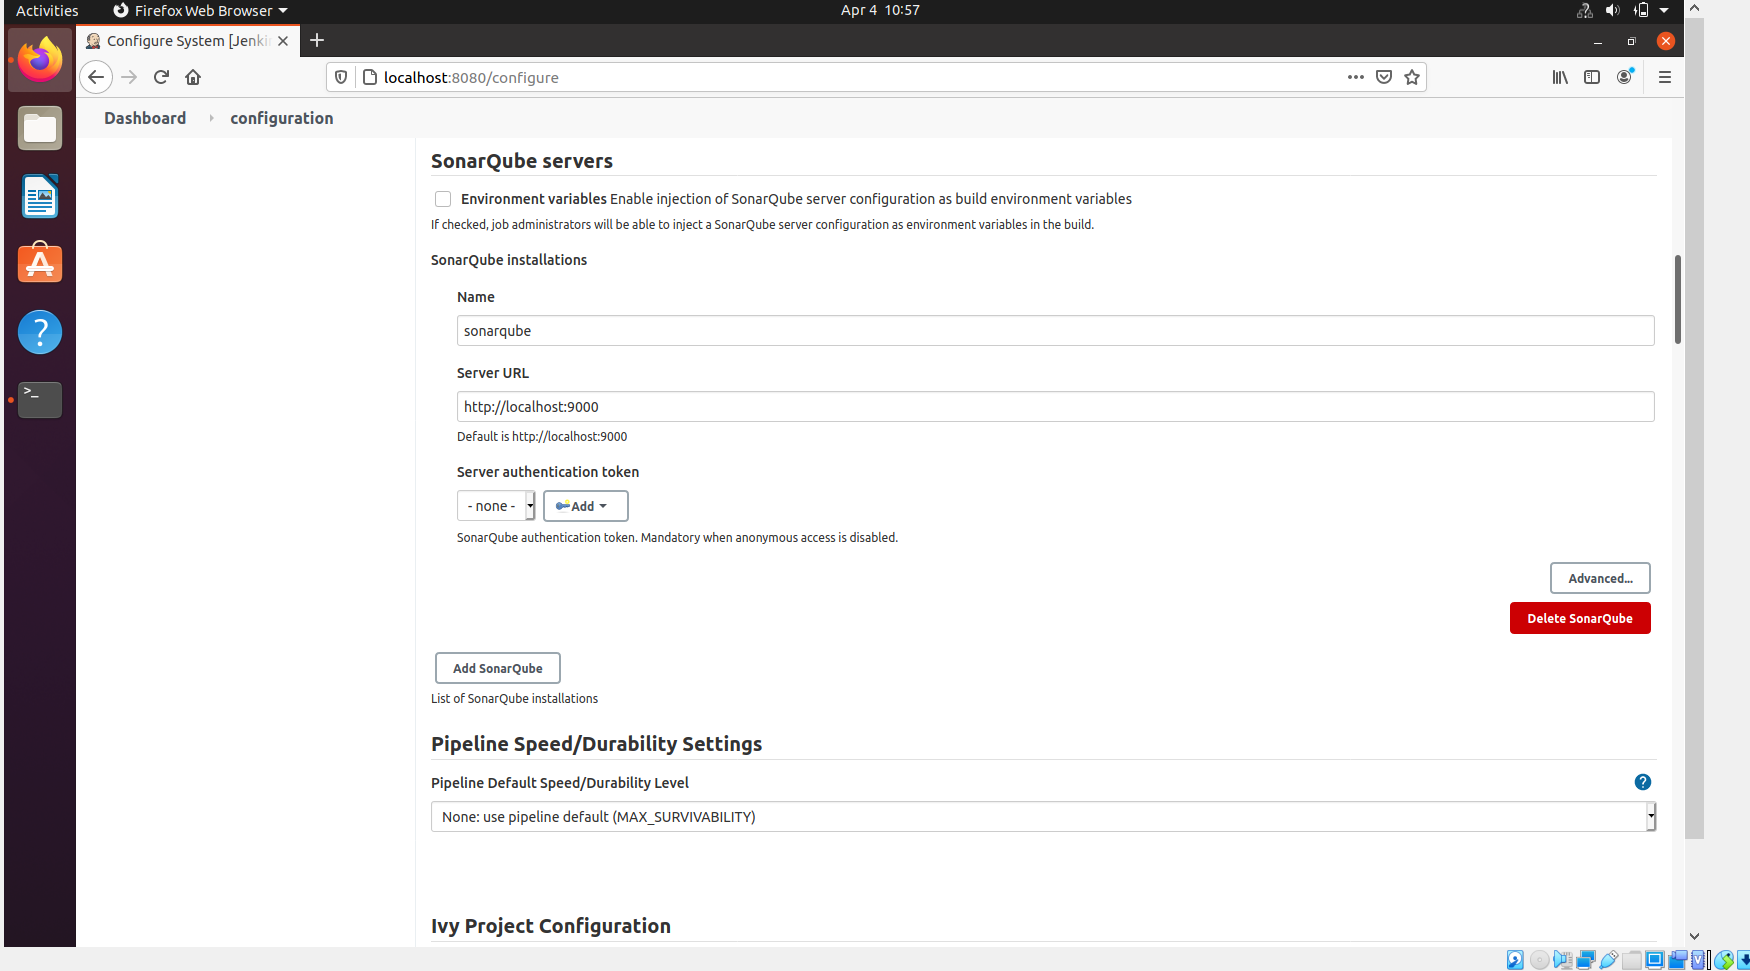 Activities
Firefox Web Browser
Apr 4 10:57
Configure System [Jenki
localhost:8080/configure
Dashboard
configuration
SonarQube servers
Environment variables Enable injection of SonarQube server configuration as build environment variables
If checked, job administrators will be able to inject a SonarQube server configuration as environment variables in the build.
SonarQube installations
Name
sonarqube
Server URL
http://localhost:9000
Default is http://localhost:9000
Server authentication token
- none -
Add
SonarQube authentication token. Mandatory when anonymous access is disabled.
Advanced...
Delete SonarQube
Add SonarQube
List of SonarQube installations
Pipeline Speed/Durability Settings
Pipeline Default Speed/Durability Level
None: use pipeline default (MAX_SURVIVABILITY)
Ivy Project Configuration